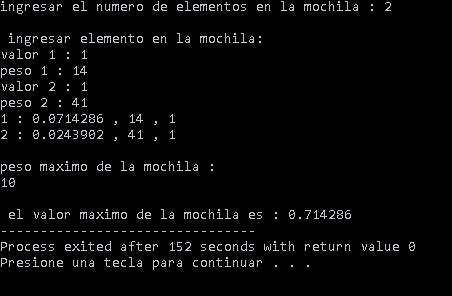 ingresar el numero de elementos en la mochila : 2
ingresar elemento en la mochila:
valor 1 : 1
peso 1 : 14
valor 2 : 1
peso 2 : 41
1 : 0.0714286 , 14 , 1
2 : 0.0243902 , 41 , 1
peso maximo de la mochila :
10
el valor maximo de la mochila es : 0.714286
--------------------------------
Process exited after 152 seconds with return value 0
Presione una tecla para continuar . . .